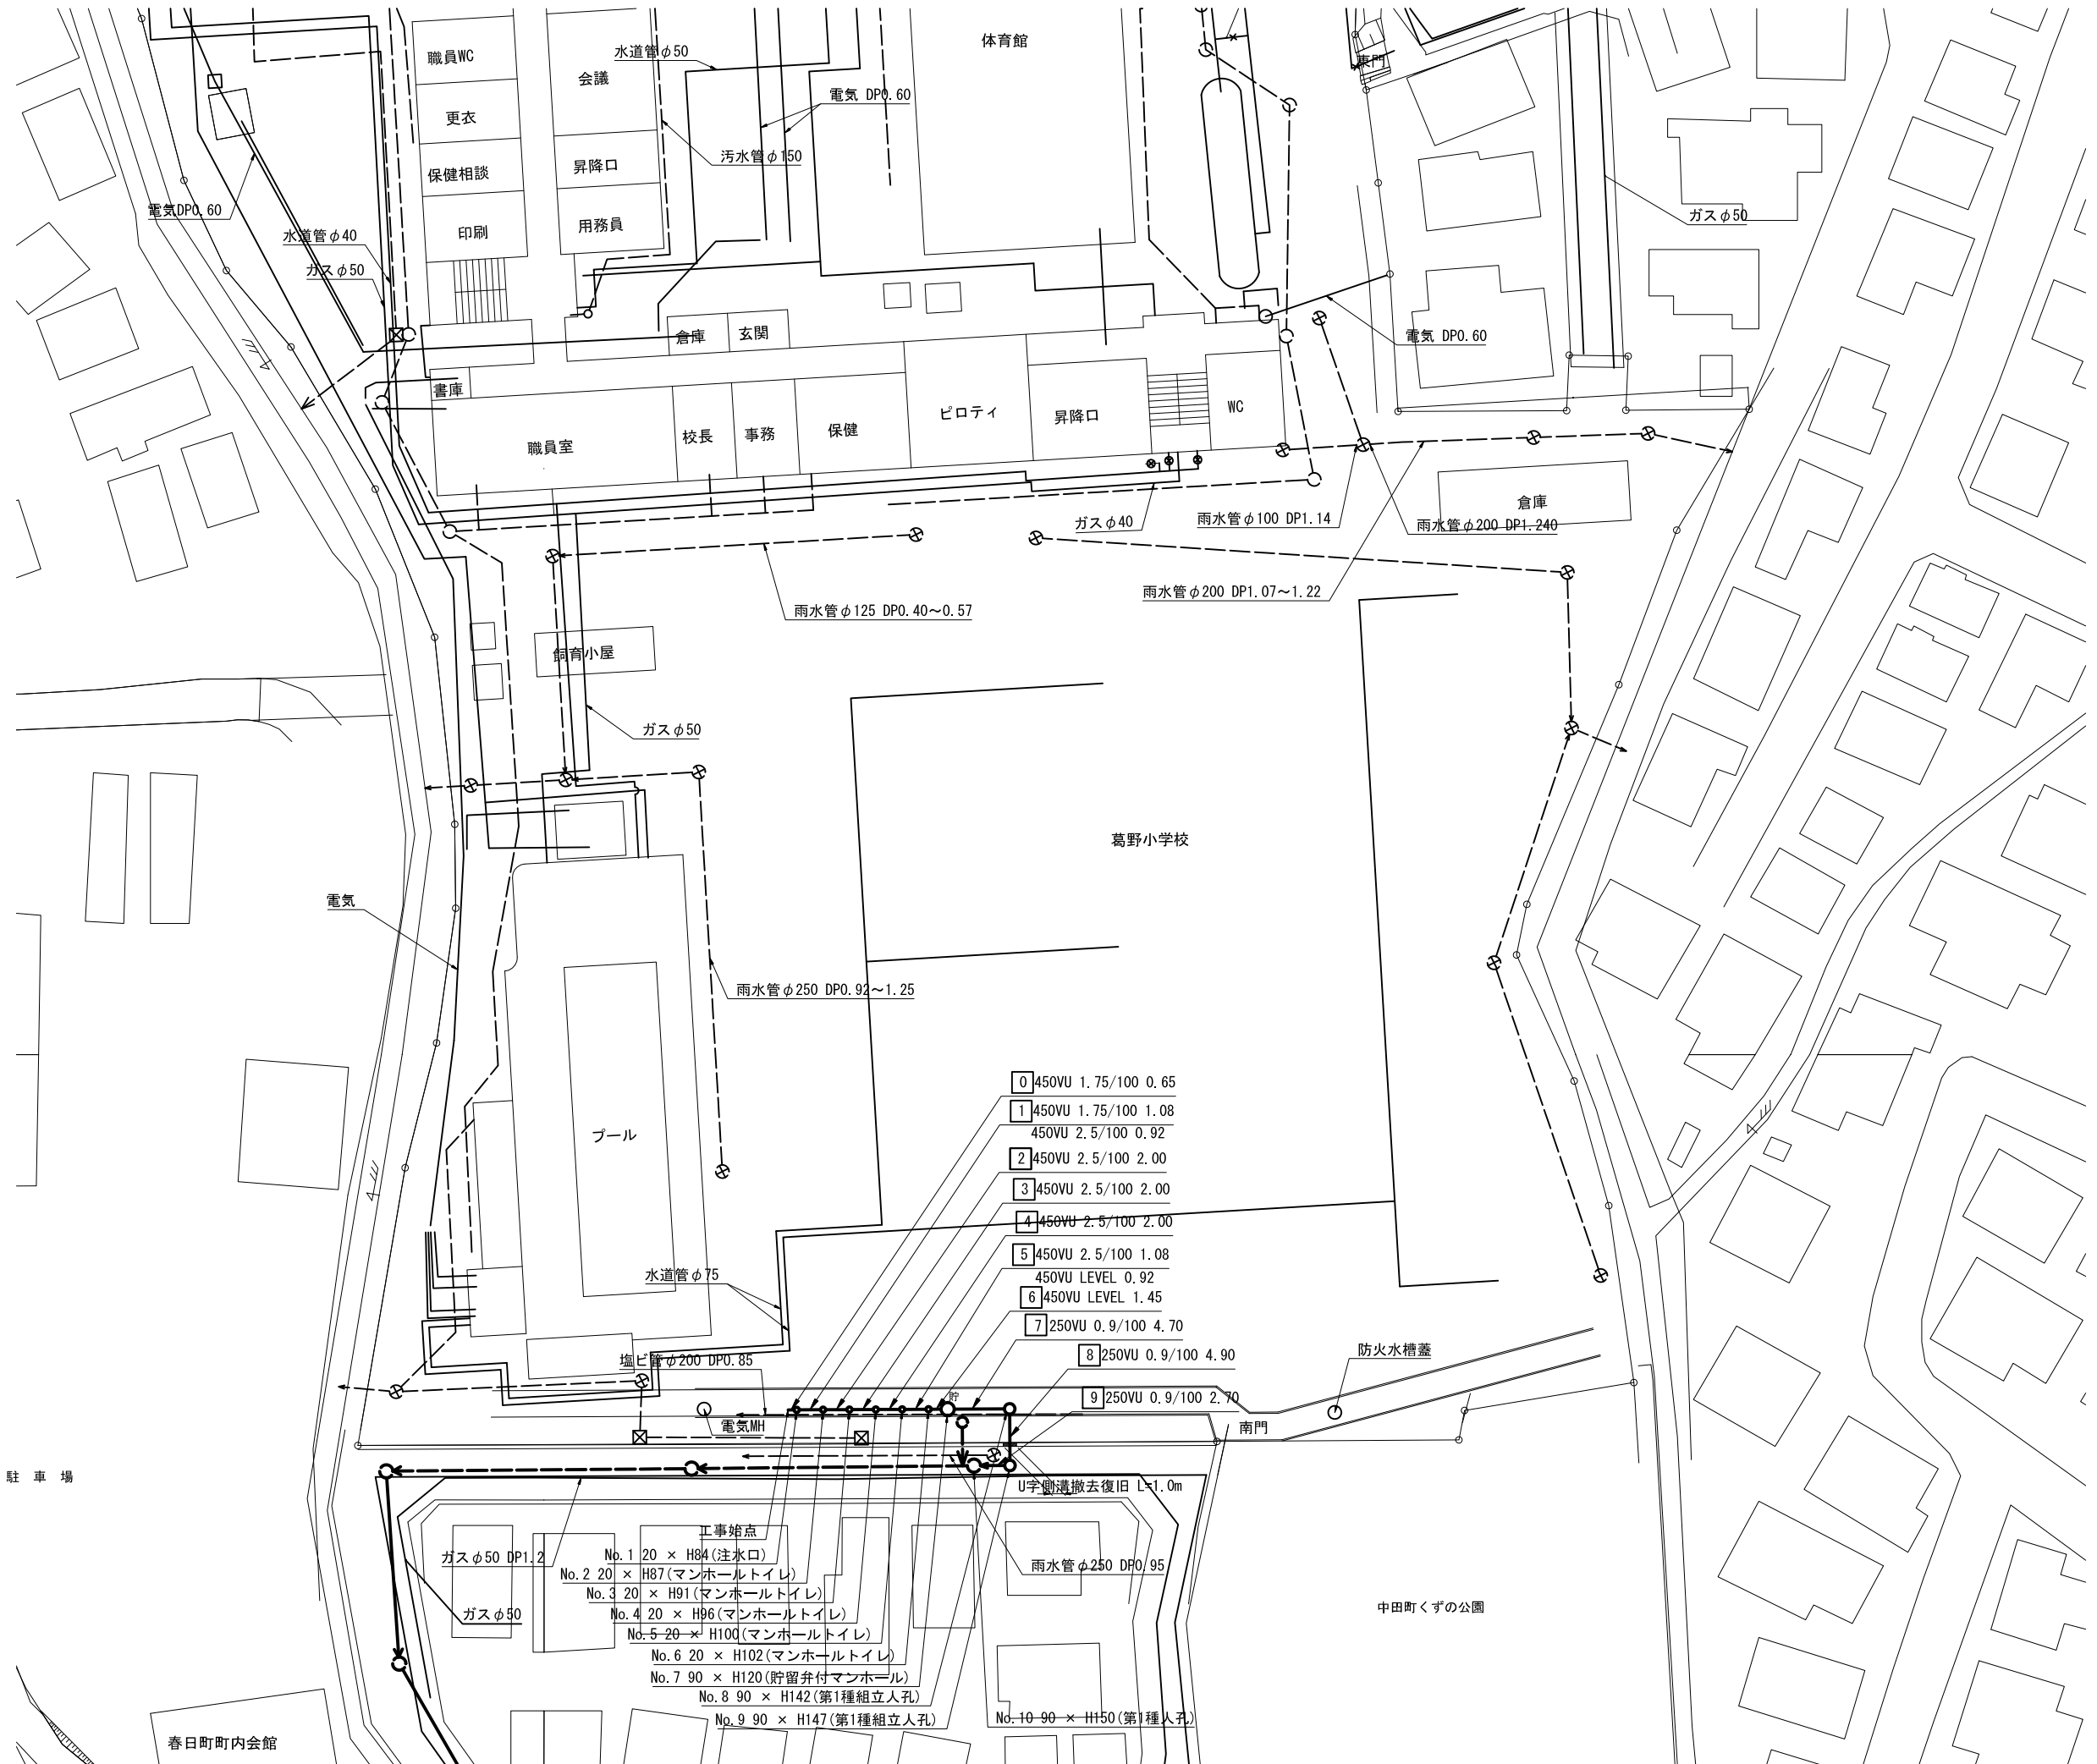 職員WC
会議
水道管φ50
体育館
東門
電気 DP0.60
更衣
汚水管φ150
保健相談
昇降口
電気DP0.60
ガスφ50
水道管φ40
印刷
用務員
ガスφ50
倉庫
玄関
電気 DP0.60
書庫
職員室
校長
事務
保健
ピロティ
昇降口
WC
倉庫
ガスφ40
雨水管φ100 DP1.14
雨水管φ200 DP1.240
雨水管φ125 DP0.40～0.57
雨水管φ200 DP1.07～1.22
飼育小屋
ガスφ50
葛野小学校
電気
雨水管φ250 DP0.92～1.25
プール
0 450VU 1.75/100 0.65
1 450VU 1.75/100 1.08
450VU 2.5/100 0.92
2 450VU 2.5/100 2.00
3 450VU 2.5/100 2.00
4 450VU 2.5/100 2.00
5 450VU 2.5/100 1.08
450VU LEVEL 0.92
6 450VU LEVEL 1.45
7 250VU 0.9/100 4.70
8 250VU 0.9/100 4.90
9 250VU 0.9/100 2.70
水道管φ75
塩ビ管φ200 DP0.85
防火水槽蓋
貯
電気MH
南門
駐 車 場
U字側溝撤去復旧 L=1.0m
工事始点
ガスφ50 DP1.2
雨水管φ250 DP0.95
No.1 20 × H84(注水口)
No.2 20 × H87(マンホールトイレ)
No.3 20 × H91(マンホールトイレ)
No.4 20 × H96(マンホールトイレ)
No.5 20 × H100(マンホールトイレ)
No.6 20 × H102(マンホールトイレ)
No.7 90 × H120(貯留弁付マンホール)
No.8 90 × H142(第1種組立人孔)
No.9 90 × H147(第1種組立人孔)
No.10 90 × H150(第1種人孔)
ガスφ50
中田町くずの公園
春日町町内会館